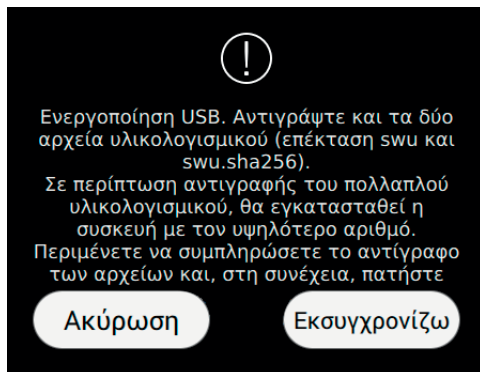 Ενεργοποίηση USB. Αντιγράψτε και τα δύο
αρχεία υλικολογισμικού (επέκταση swu και
swu.sha256).
Σε περίπτωση αντιγραφής του πολλαπλού
υλικολογισμικού, θα εγκατασταθεί η
συσκευή με τον υψηλότερο αριθμό.
Περιμένετε να συμπληρώσετε το αντίγραφο
των αρχείων και, στη συνέχεια, πατήστε
Ακύρωση
Εκσυγχρονίζω